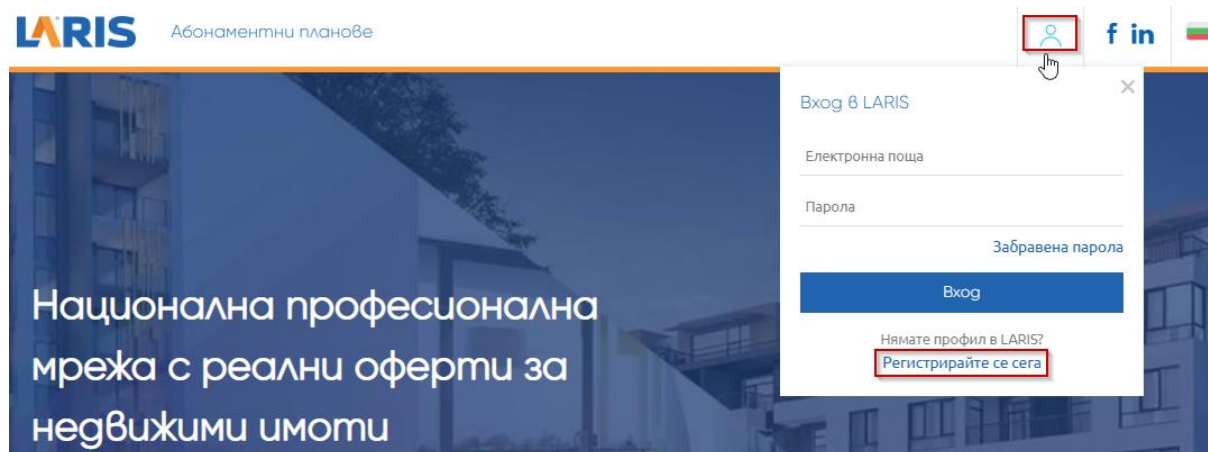 LARIS
Абонаментни планове
f in
Вход в LARIS
×
Електронна поща
Парола
Забравена парола
Вход
Нямате профил в LARIS?
Регистрирайте се сега
Национална професионална
мрежа с реални оферти за
недвижими имоти